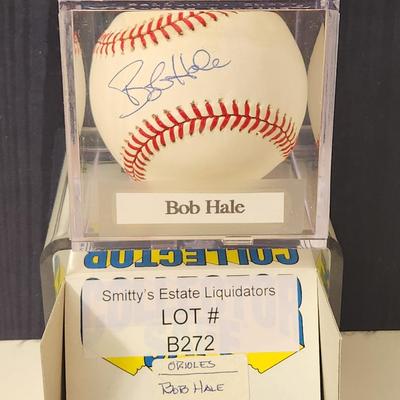 Bob Hale
Bob Hale
COLLECTOR
Smitty's Estate Liquidators
LOT #
B272
ORIOLES
BOB HALE